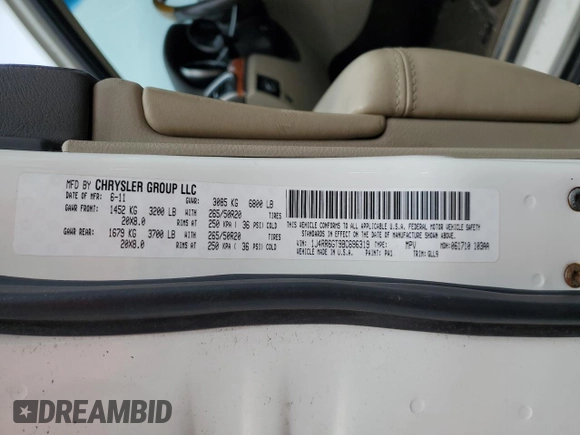 MFD BY CHRYSLER GROUP LLC
DATE OF MFR: 6-11 GVWR: 3085 KG 6800 LB
GAWR FRONT: 1452 KG 3200 LB WITH 265/50R20 TIRES
20X8.0 RIMS AT 250 KPA ( 36 PSI) COLD
GAWR REAR: 1679 KG 3700 LB WITH 265/50R20 TIRES
20X8.0 RIMS AT 250 KPA ( 36 PSI) COLD
THIS VEHICLE CONFORMS TO ALL APPLICABLE U.S.A. FEDERAL MOTOR VEHICLE SAFETY
STANDARDS IN EFFECT ON THE DATE OF MANUFACTURE SHOWN ABOVE.
VIN: 1J4RR6GT9BC696319 TYPE: MPV MDH: 061710 103AA
VEHICLE MADE IN U.S.A. PAINT: PW1 TRIM: GLL9
DREAMBID